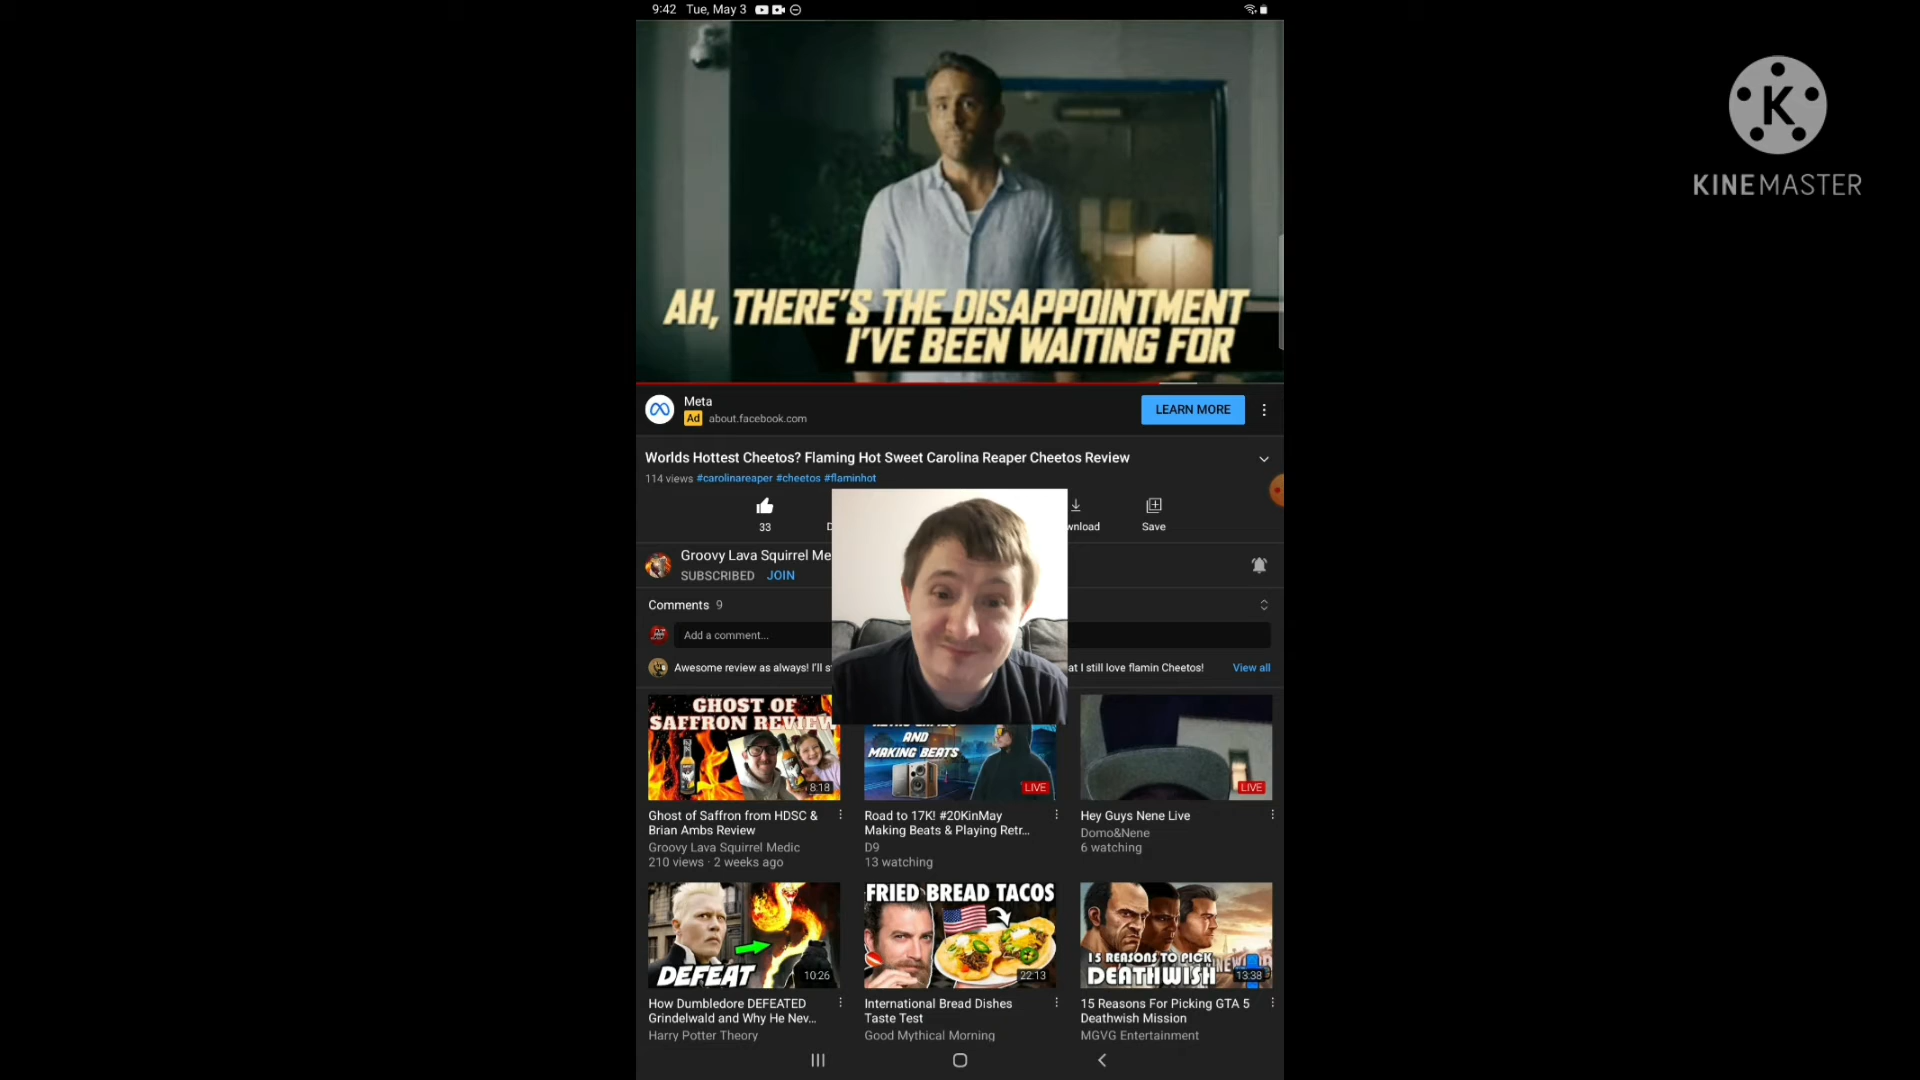 9:42 Tue, May 3
K
KINEMASTER
AH, THERE'S THE DISAPPOINTMENT
I'VE BEEN WAITING FOR
Meta
Ad about.facebook.com
LEARN MORE
Worlds Hottest Cheetos? Flaming Hot Sweet Carolina Reaper Cheetos Review
114 views #carolinareaper #cheetos #flaminhot
33
D
wnload
Save
Groovy Lava Squirrel Me
SUBSCRIBED JOIN
Comments 9
Add a comment...
Awesome review as always! I'll s
at I still love flamin Cheetos!
View all
GHOST OF
SAFFRON REVIEW
8:18
AND
MAKING BEATS
LIVE
LIVE
Ghost of Saffron from HDSC &
Brian Ambs Review
Groovy Lava Squirrel Medic
210 views · 2 weeks ago
Road to 17K! #20KinMay
Making Beats & Playing Retr...
D9
13 watching
Hey Guys Nene Live
Domo&Nene
6 watching
DEFEAT
10:26
FRIED BREAD TACOS
22:13
15 REASONS TO PICK
DEATHWISH
13:38
How Dumbledore DEFEATED
Grindelwald and Why He Nev...
Harry Potter Theory
International Bread Dishes
Taste Test
Good Mythical Morning
15 Reasons For Picking GTA 5
Deathwish Mission
MGVG Entertainment